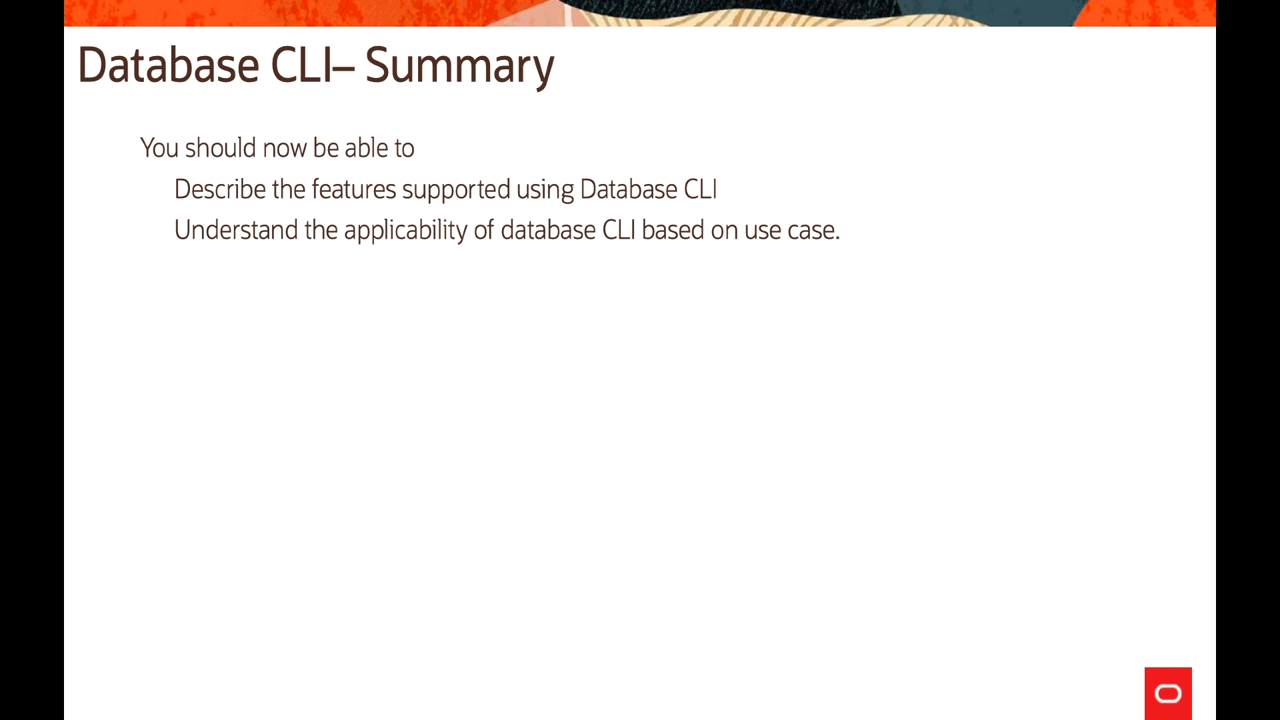 Database CLI– Summary
You should now be able to
Describe the features supported using Database CLI
Understand the applicability of database CLI based on use case.